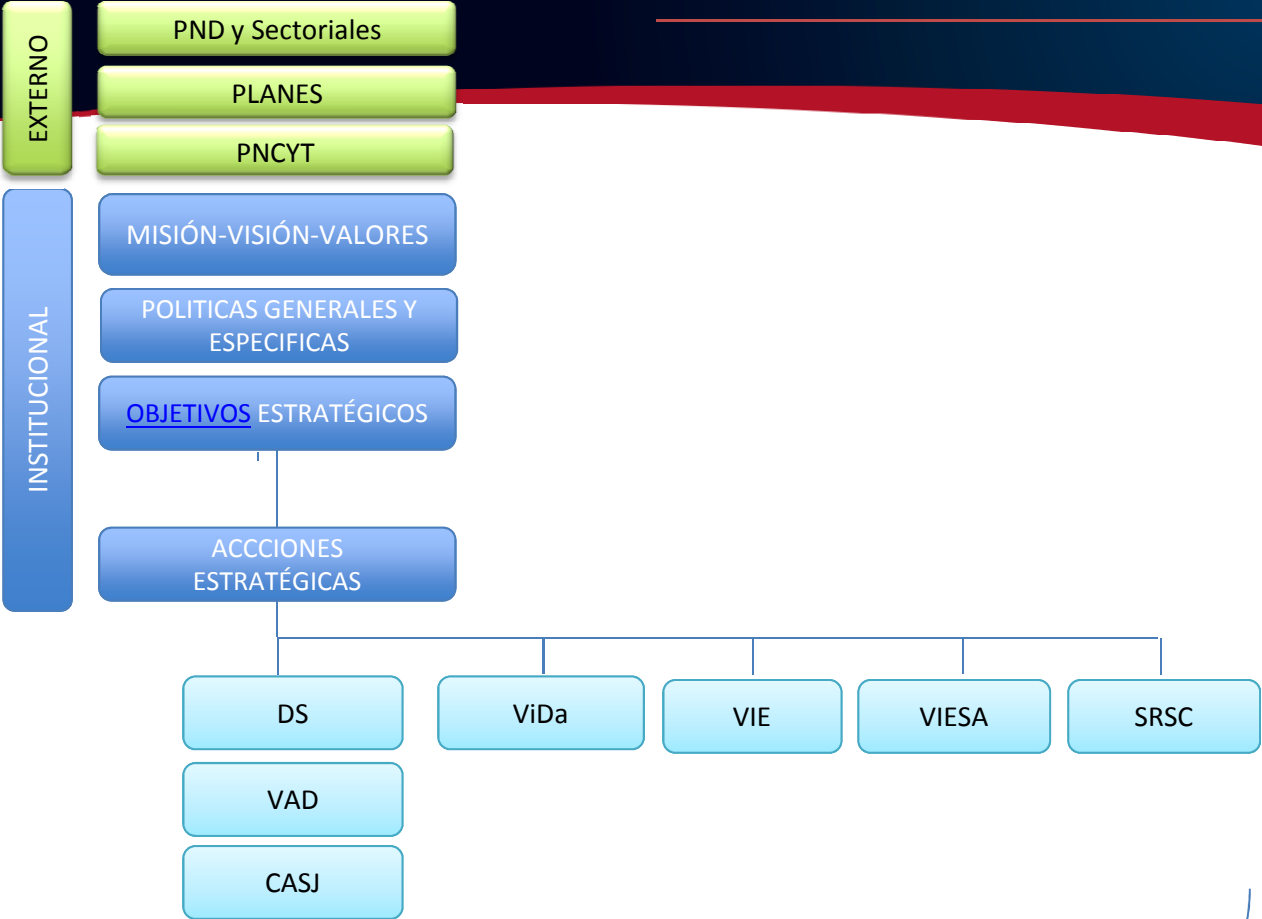 EXTERNO
PND y Sectoriales
PLANES
PNCYT
INSTITUCIONAL
MISIÓN-VISIÓN-VALORES
POLITICAS GENERALES Y
ESPECIFICAS
OBJETIVOS ESTRATÉGICOS
ACCCIONES
ESTRATÉGICAS
DS
ViDa
VIE
VIESA
SRSC
VAD
CASJ